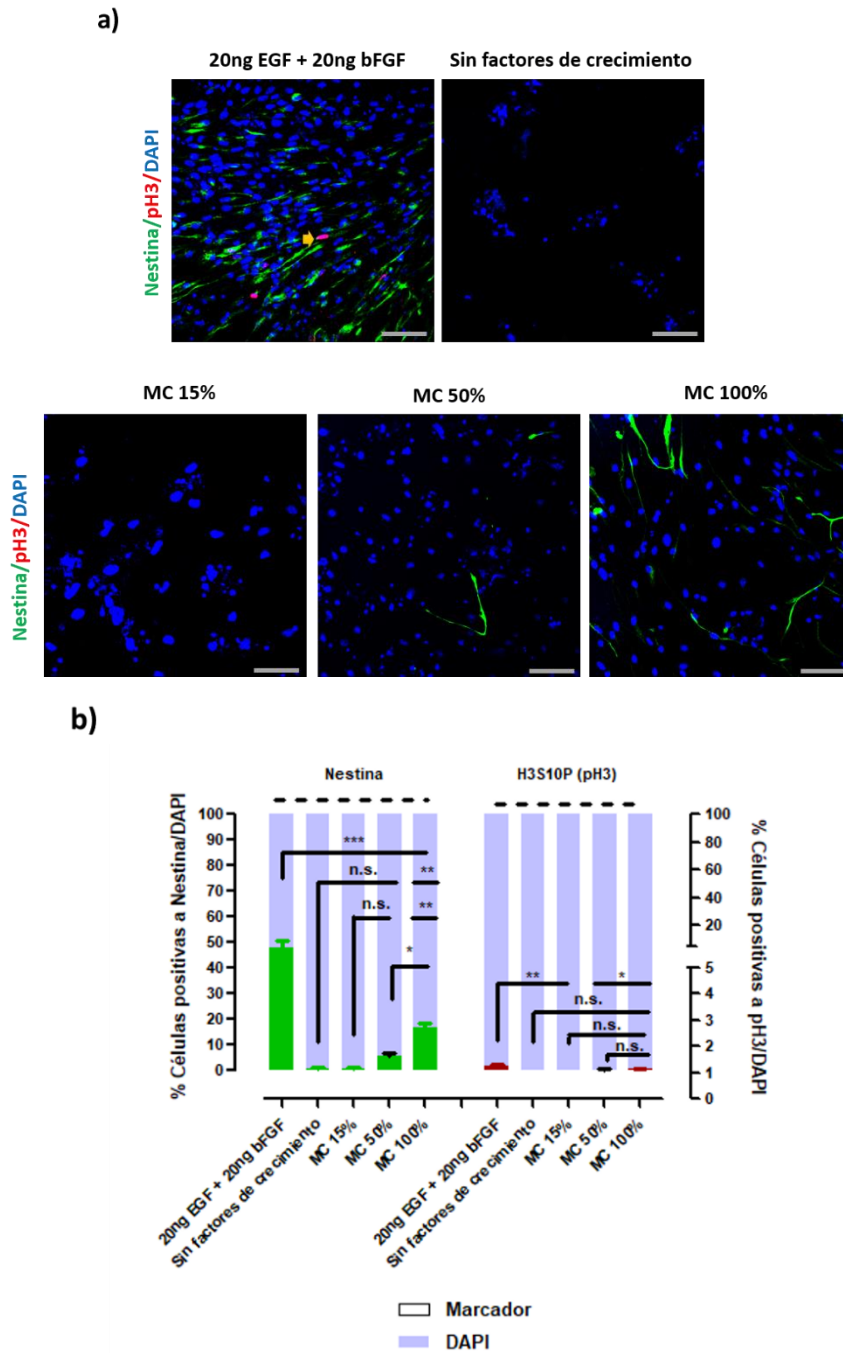 a)
20ng EGF + 20ng bFGF
Sin factores de crecimiento
Nestina/pH3/DAPI
MC 15%
MC 50%
MC 100%
Nestina/pH3/DAPI
b)
Nestina
H3S10P (pH3)
% Células positivas a Nestina/DAPI
100
90
80
70
60
50
40
30
20
10
0
***
n.s.
**
n.s.
**
*
**
*
n.s.
n.s.
n.s.
100
80
60
40
20
5
4
3
2
1
0
% Células positivas a pH3/DAPI
20ng EGF + 20ng bFGF
Sin factores de crecimiento
MC 15%
MC 50%
MC 100%
20ng EGF + 20ng bFGF
Sin factores de crecimiento
MC 15%
MC 50%
MC 100%
Marcador
DAPI